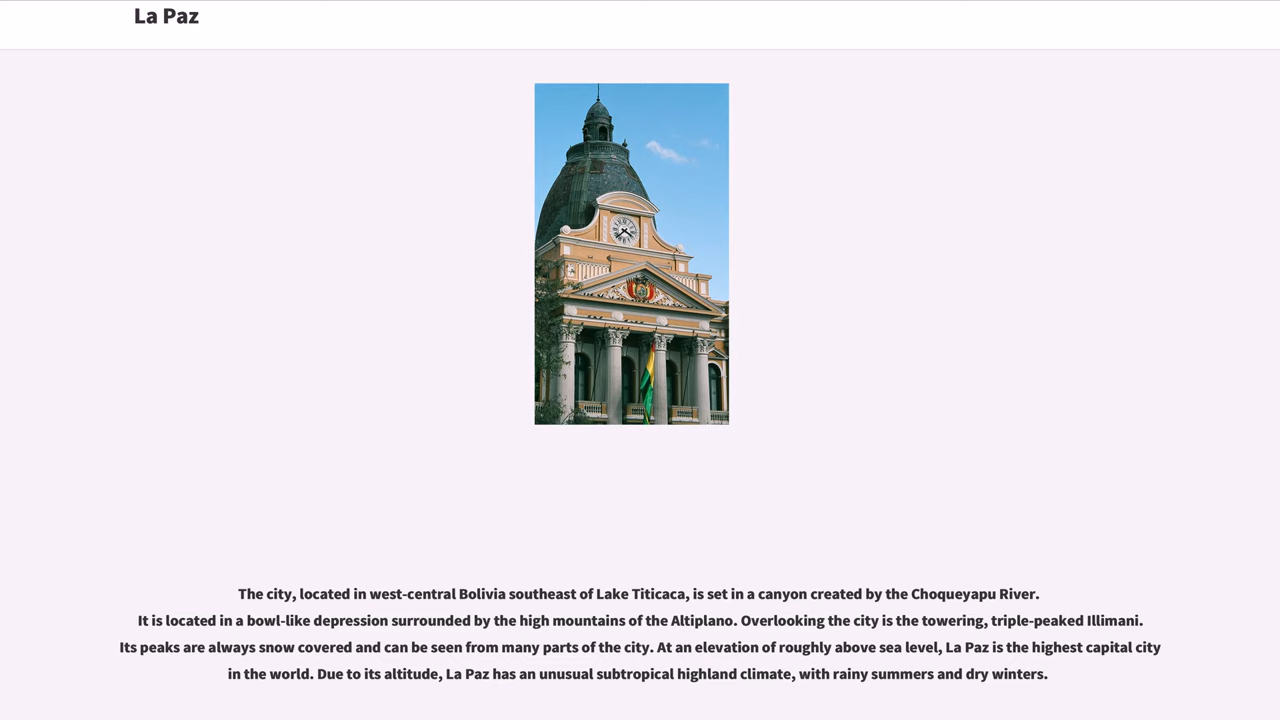 La Paz
The city, located in west-central Bolivia southeast of Lake Titicaca, is set in a canyon created by the Choqueyapu River.
It is located in a bowl-like depression surrounded by the high mountains of the Altiplano. Overlooking the city is the towering, triple-peaked Illimani.
Its peaks are always snow covered and can be seen from many parts of the city. At an elevation of roughly above sea level, La Paz is the highest capital city
in the world. Due to its altitude, La Paz has an unusual subtropical highland climate, with rainy summers and dry winters.